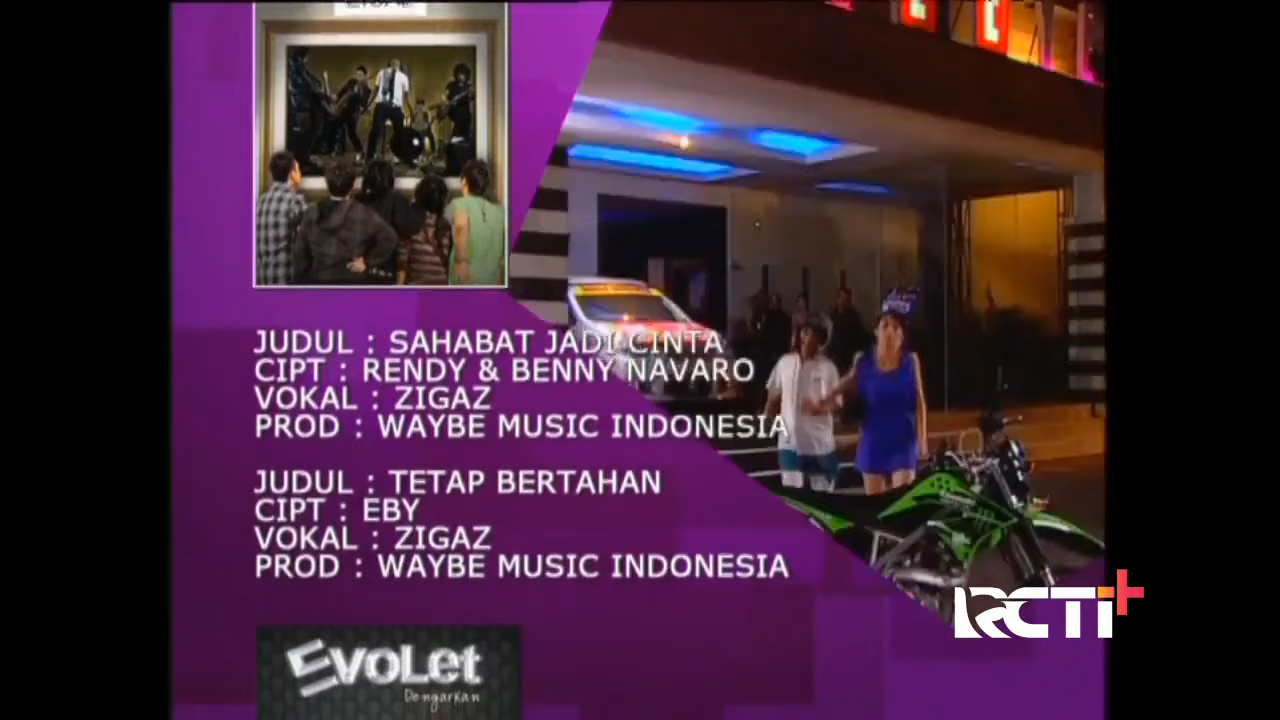 JUDUL : SAHABAT JADI CINTA
CIPT : RENDY & BENNY NAVARO
VOKAL : ZIGAZ
PROD : WAYBE MUSIC INDONESIA
JUDUL : TETAP BERTAHAN
CIPT : EBY
VOKAL : ZIGAZ
PROD : WAYBE MUSIC INDONESIA
EVOLET
Dengarkan
RCTI+